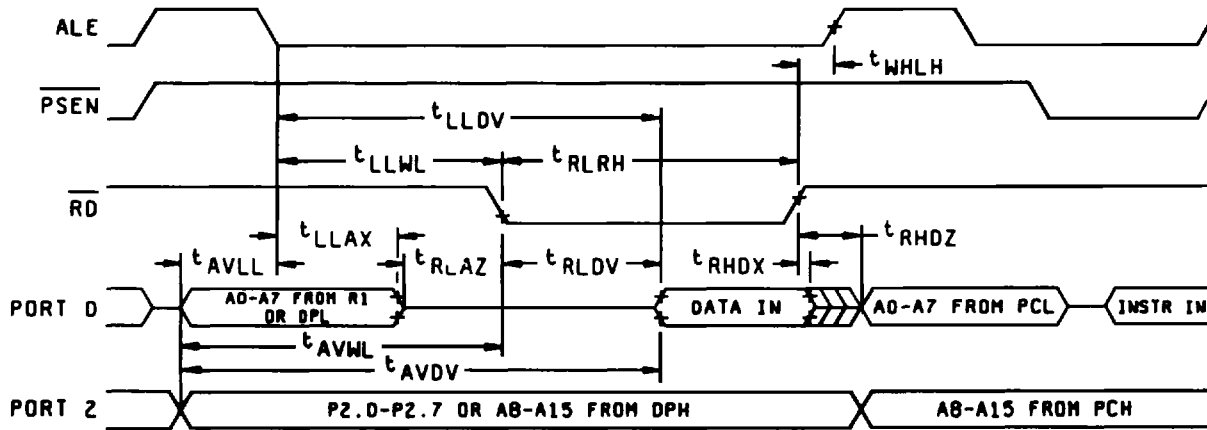 ALE
tWHLH
PSEN
tLLDV
tLLWL
tRLRH
RD
tLLAX
tRHDZ
tAVLL
tRLAZ
tRLDV
tRHDX
PORT 0
A0-A7 FROM R1
OR DPL
DATA IN
A0-A7 FROM PCL
INSTR IN
tAVWL
tAVDV
PORT 2
P2.0-P2.7 OR A8-A15 FROM DPH
A8-A15 FROM PCH